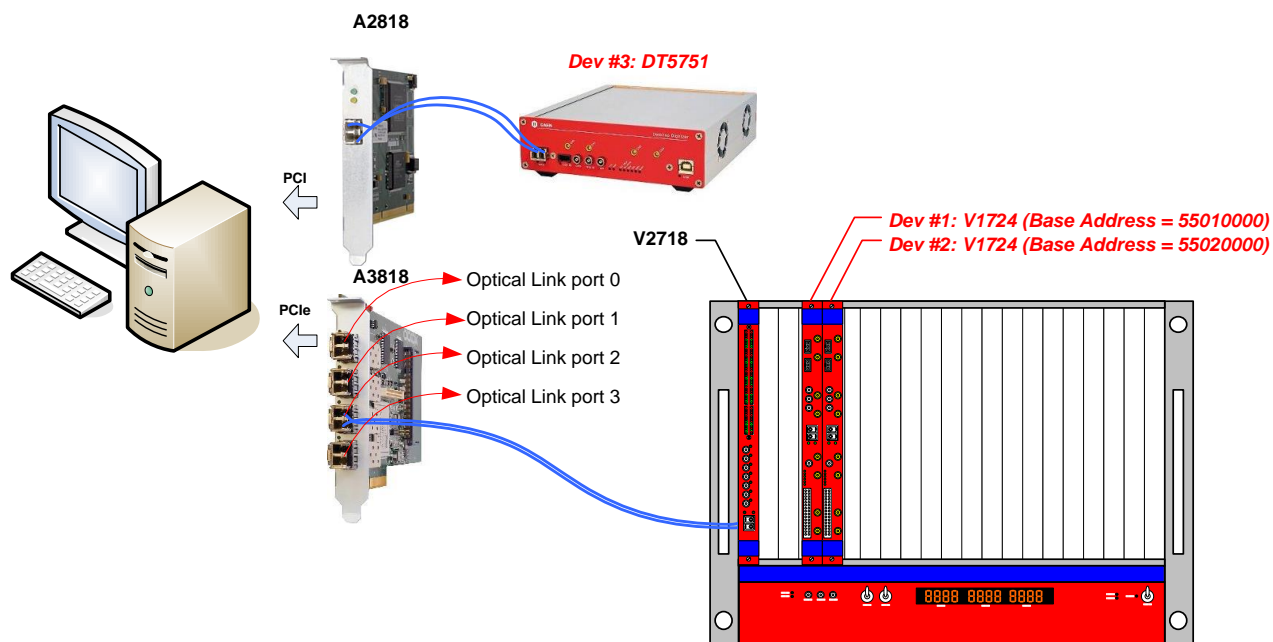 A2818
Dev #3: DT5751
PCI
Dev #1: V1724 (Base Address = 55010000)
Dev #2: V1724 (Base Address = 55020000)
V2718
A3818
Optical Link port 0
PCIe
Optical Link port 1
Optical Link port 2
Optical Link port 3
8888 8888 8888